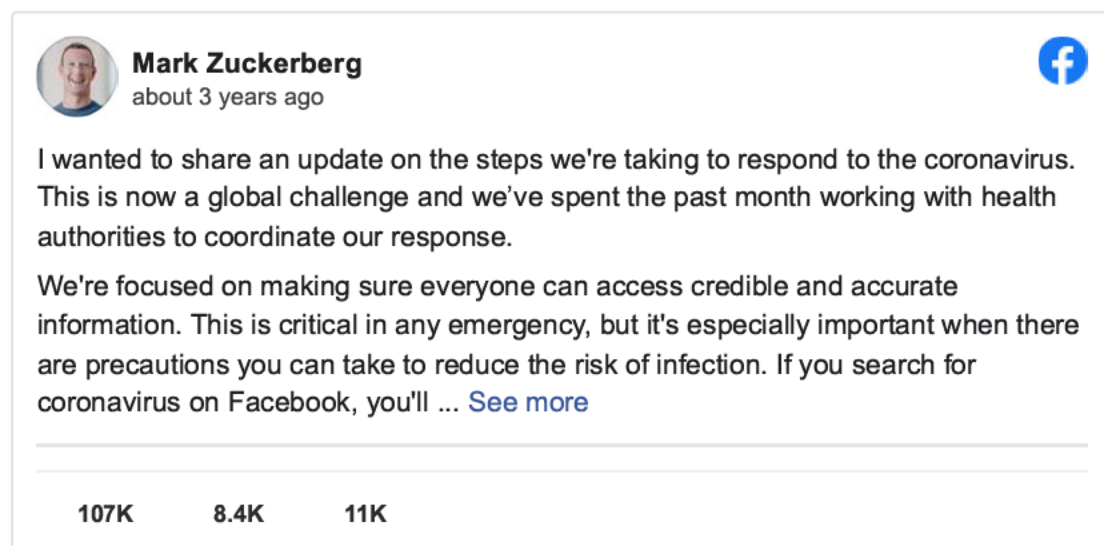 Mark Zuckerberg
about 3 years ago
I wanted to share an update on the steps we're taking to respond to the coronavirus.
This is now a global challenge and we’ve spent the past month working with health
authorities to coordinate our response.
We're focused on making sure everyone can access credible and accurate
information. This is critical in any emergency, but it's especially important when there
are precautions you can take to reduce the risk of infection. If you search for
coronavirus on Facebook, you'll ... See more
107K 8.4K 11K